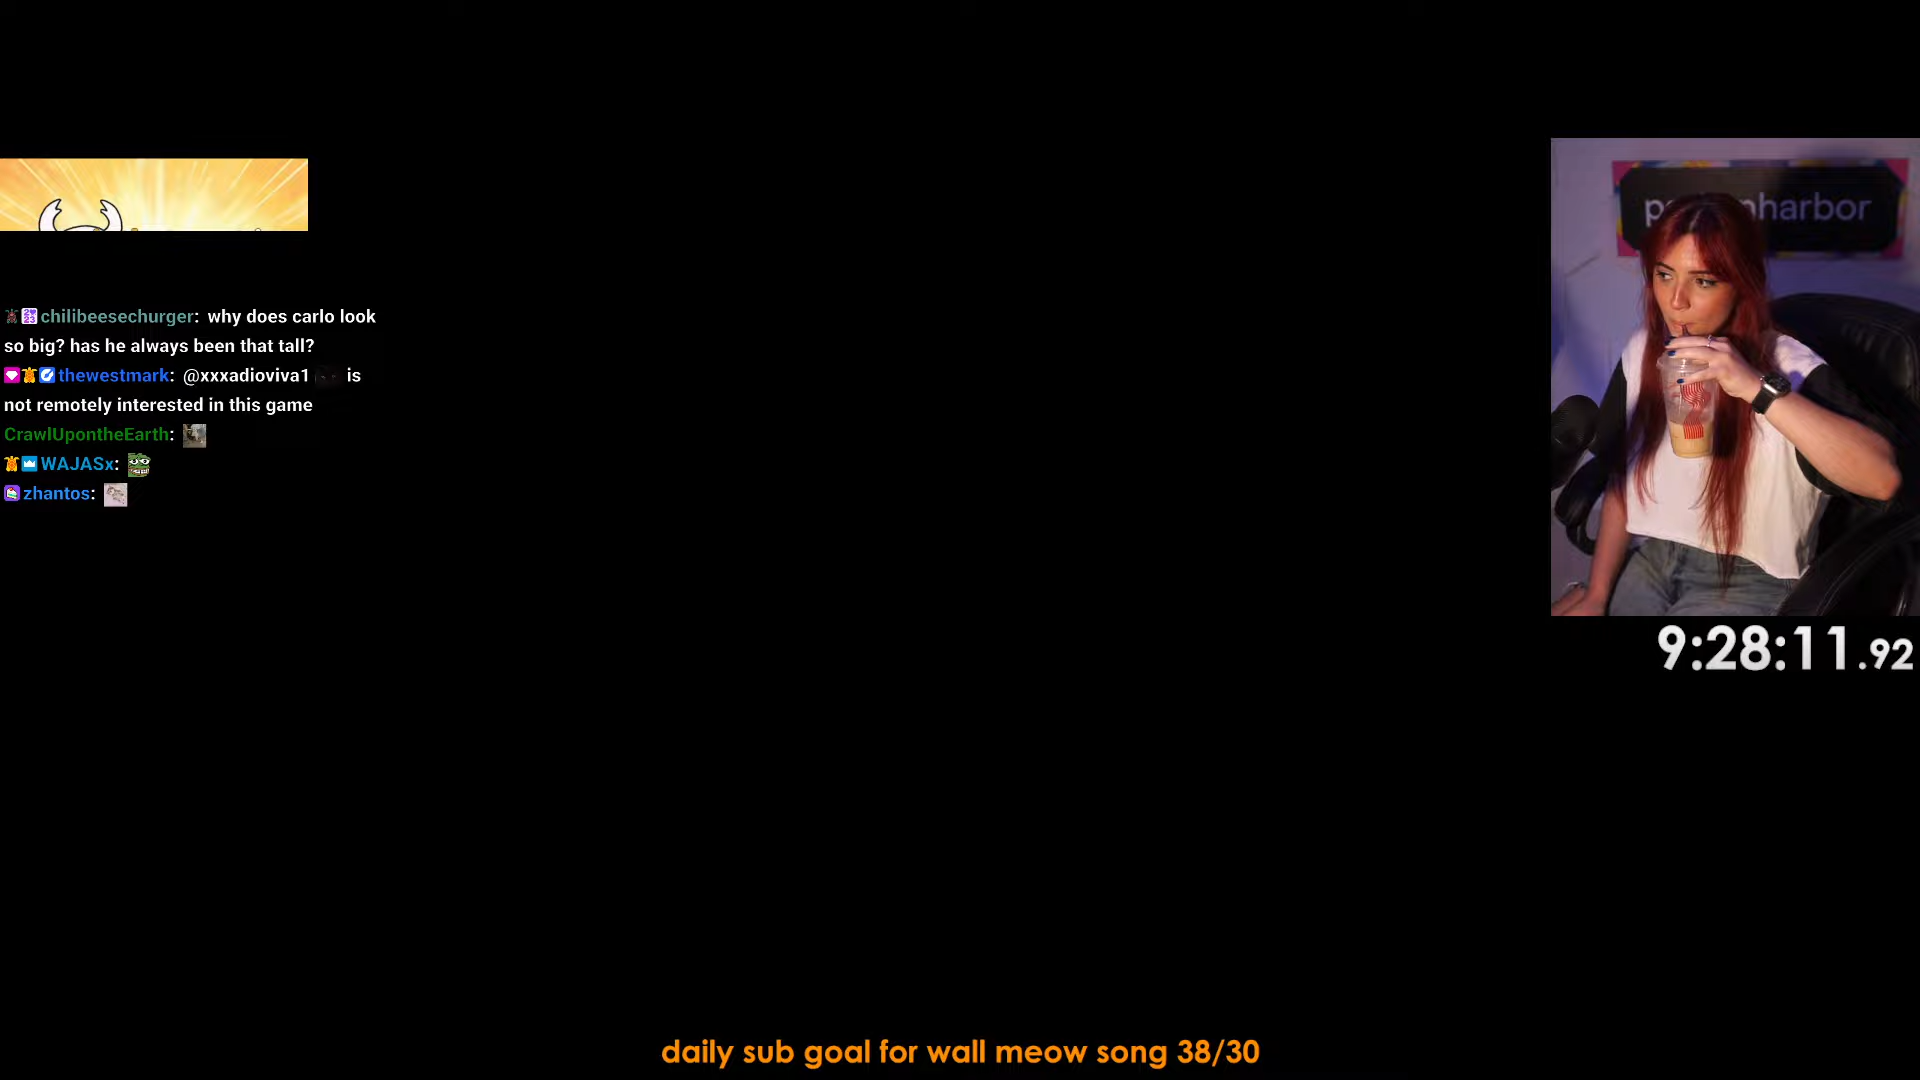 chilibeesechurger: why does carlo look
so big? has he always been that tall?
thewestmark: @xxxadioviva1 is
not remotely interested in this game
CrawlUpontheEarth:
WAJASx:
zhantos:
harbor
9:28:11.92
daily sub goal for wall meow song 38/30